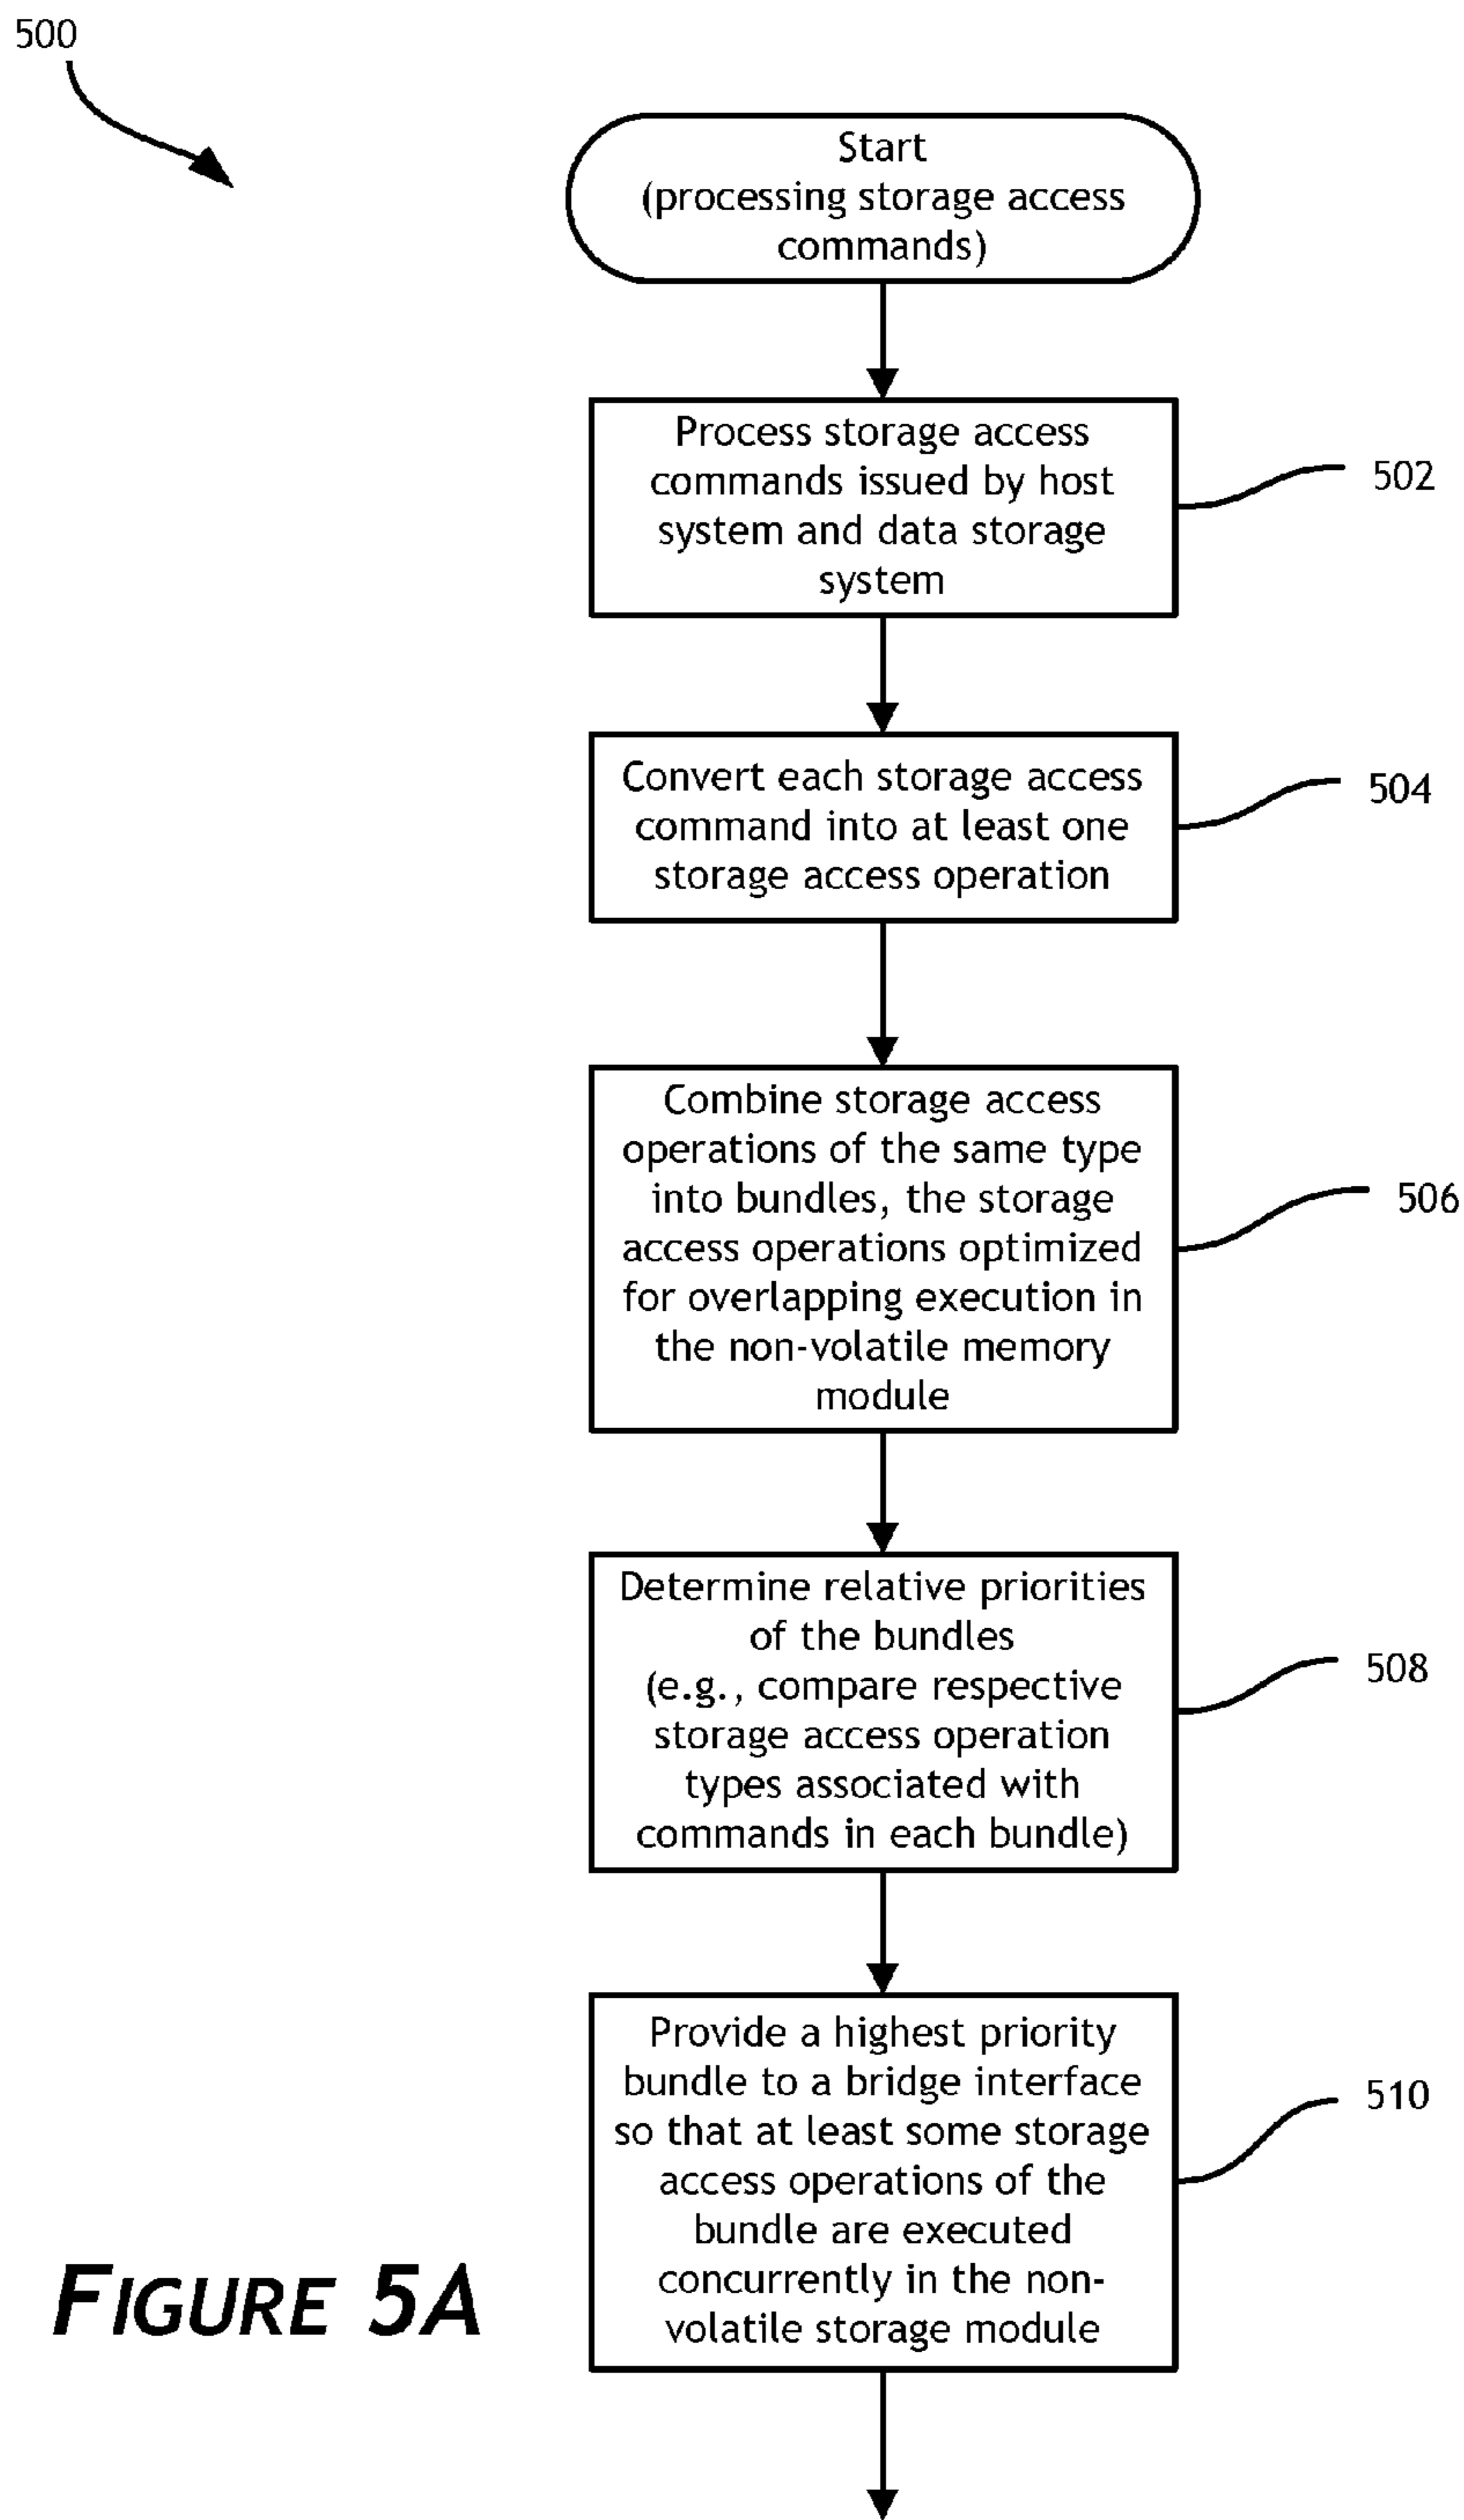 500
Start
(processing storage access
commands)
Process storage access
commands issued by host
system and data storage
system
502
Convert each storage access
command into at least one
storage access operation
504
Combine storage access
operations of the same type
into bundles, the storage
access operations optimized
for overlapping execution in
the non-volatile memory
module
506
Determine relative priorities
of the bundles
(e.g., compare respective
storage access operation
types associated with
commands in each bundle)
508
Provide a highest priority
bundle to a bridge interface
so that at least some storage
access operations of the
bundle are executed
concurrently in the non-
volatile storage module
510
FIGURE 5A